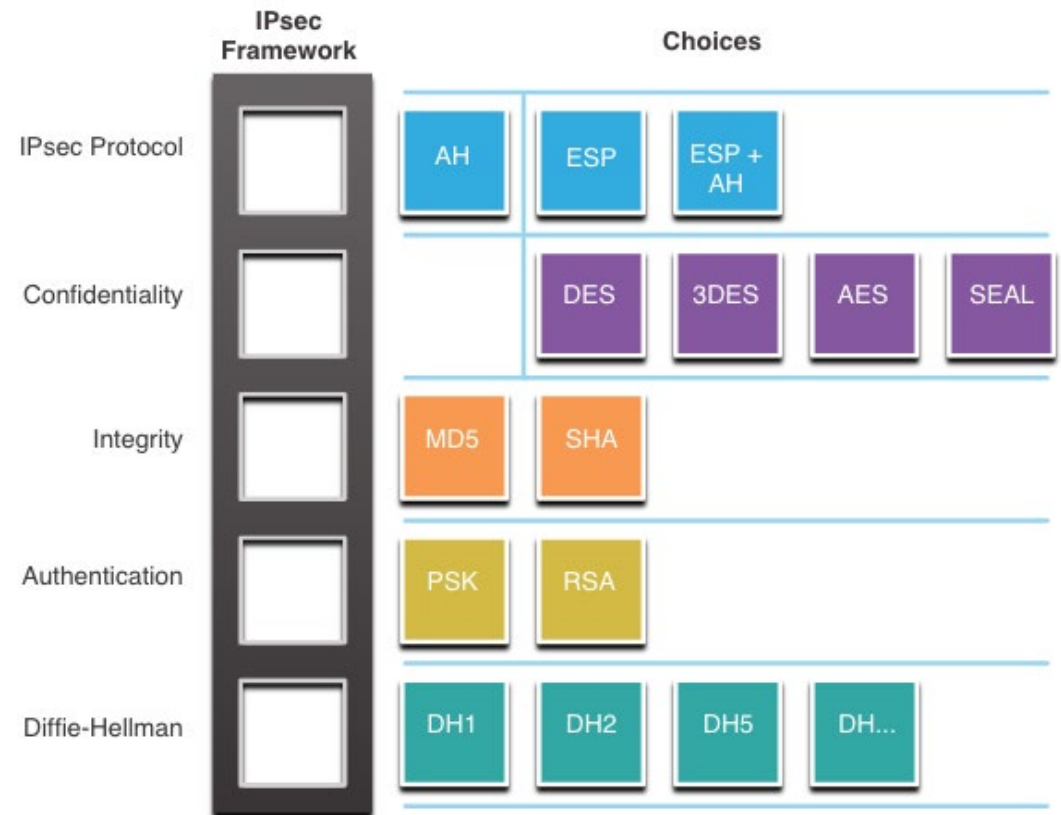 IPsec
Framework
Choices
IPsec Protocol
AH
ESP
ESP +
AH
Confidentiality
DES
3DES
AES
SEAL
Integrity
MD5
SHA
Authentication
PSK
RSA
Diffie-Hellman
DH1
DH2
DH5
DH...